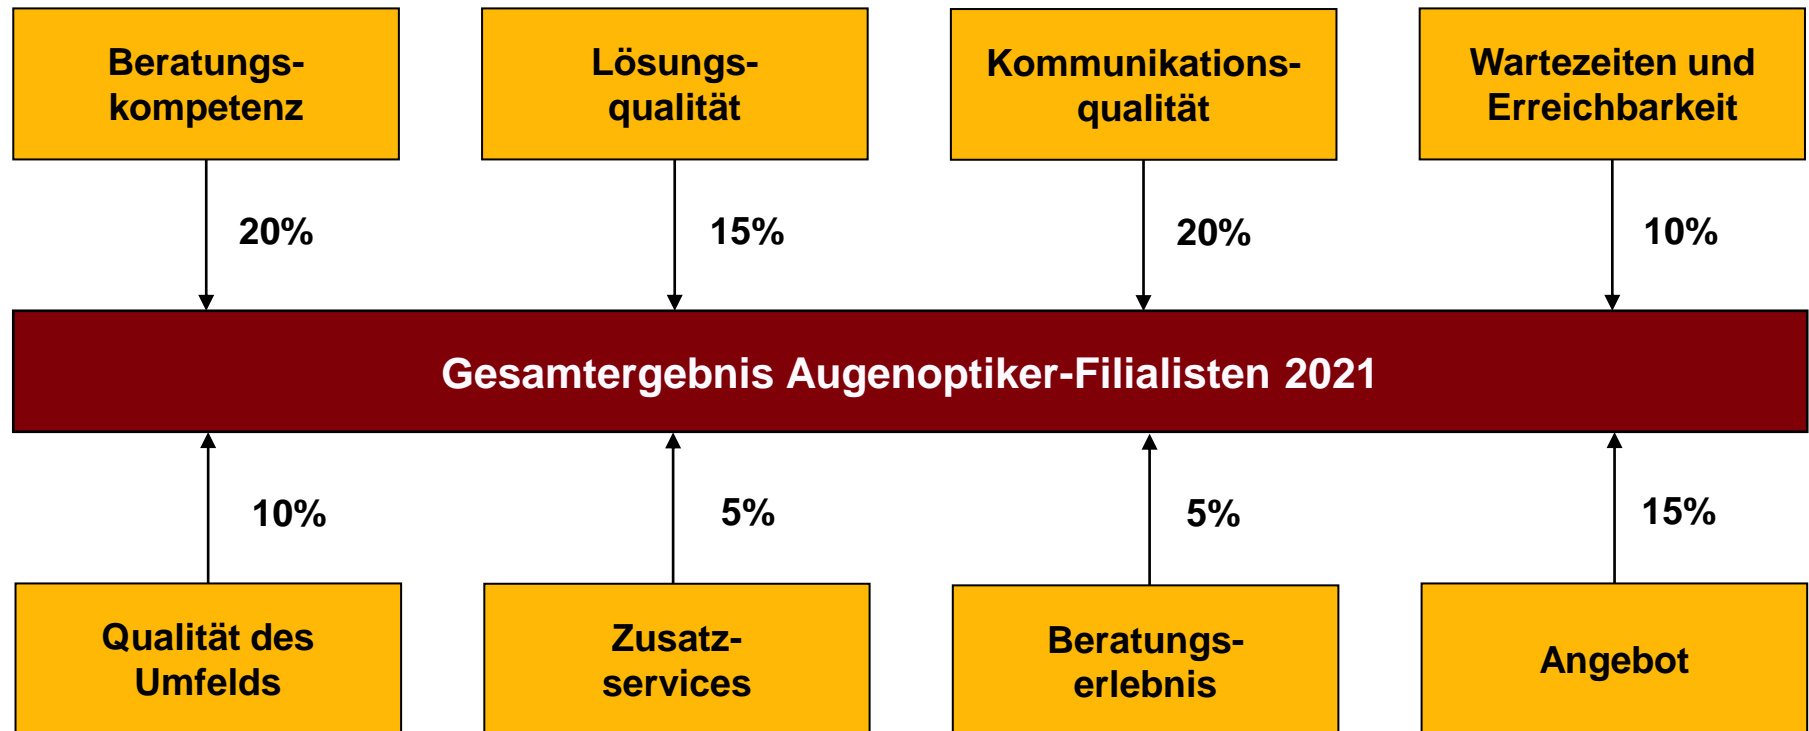 Beratungs-
kompetenz
Lösungs-
qualität
Kommunikations-
qualität
Wartezeiten und
Erreichbarkeit
20%
15%
20%
10%
Gesamtergebnis Augenoptiker-Filialisten 2021
10%
5%
5%
15%
Qualität des
Umfelds
Zusatz-
services
Beratungs-
erlebnis
Angebot